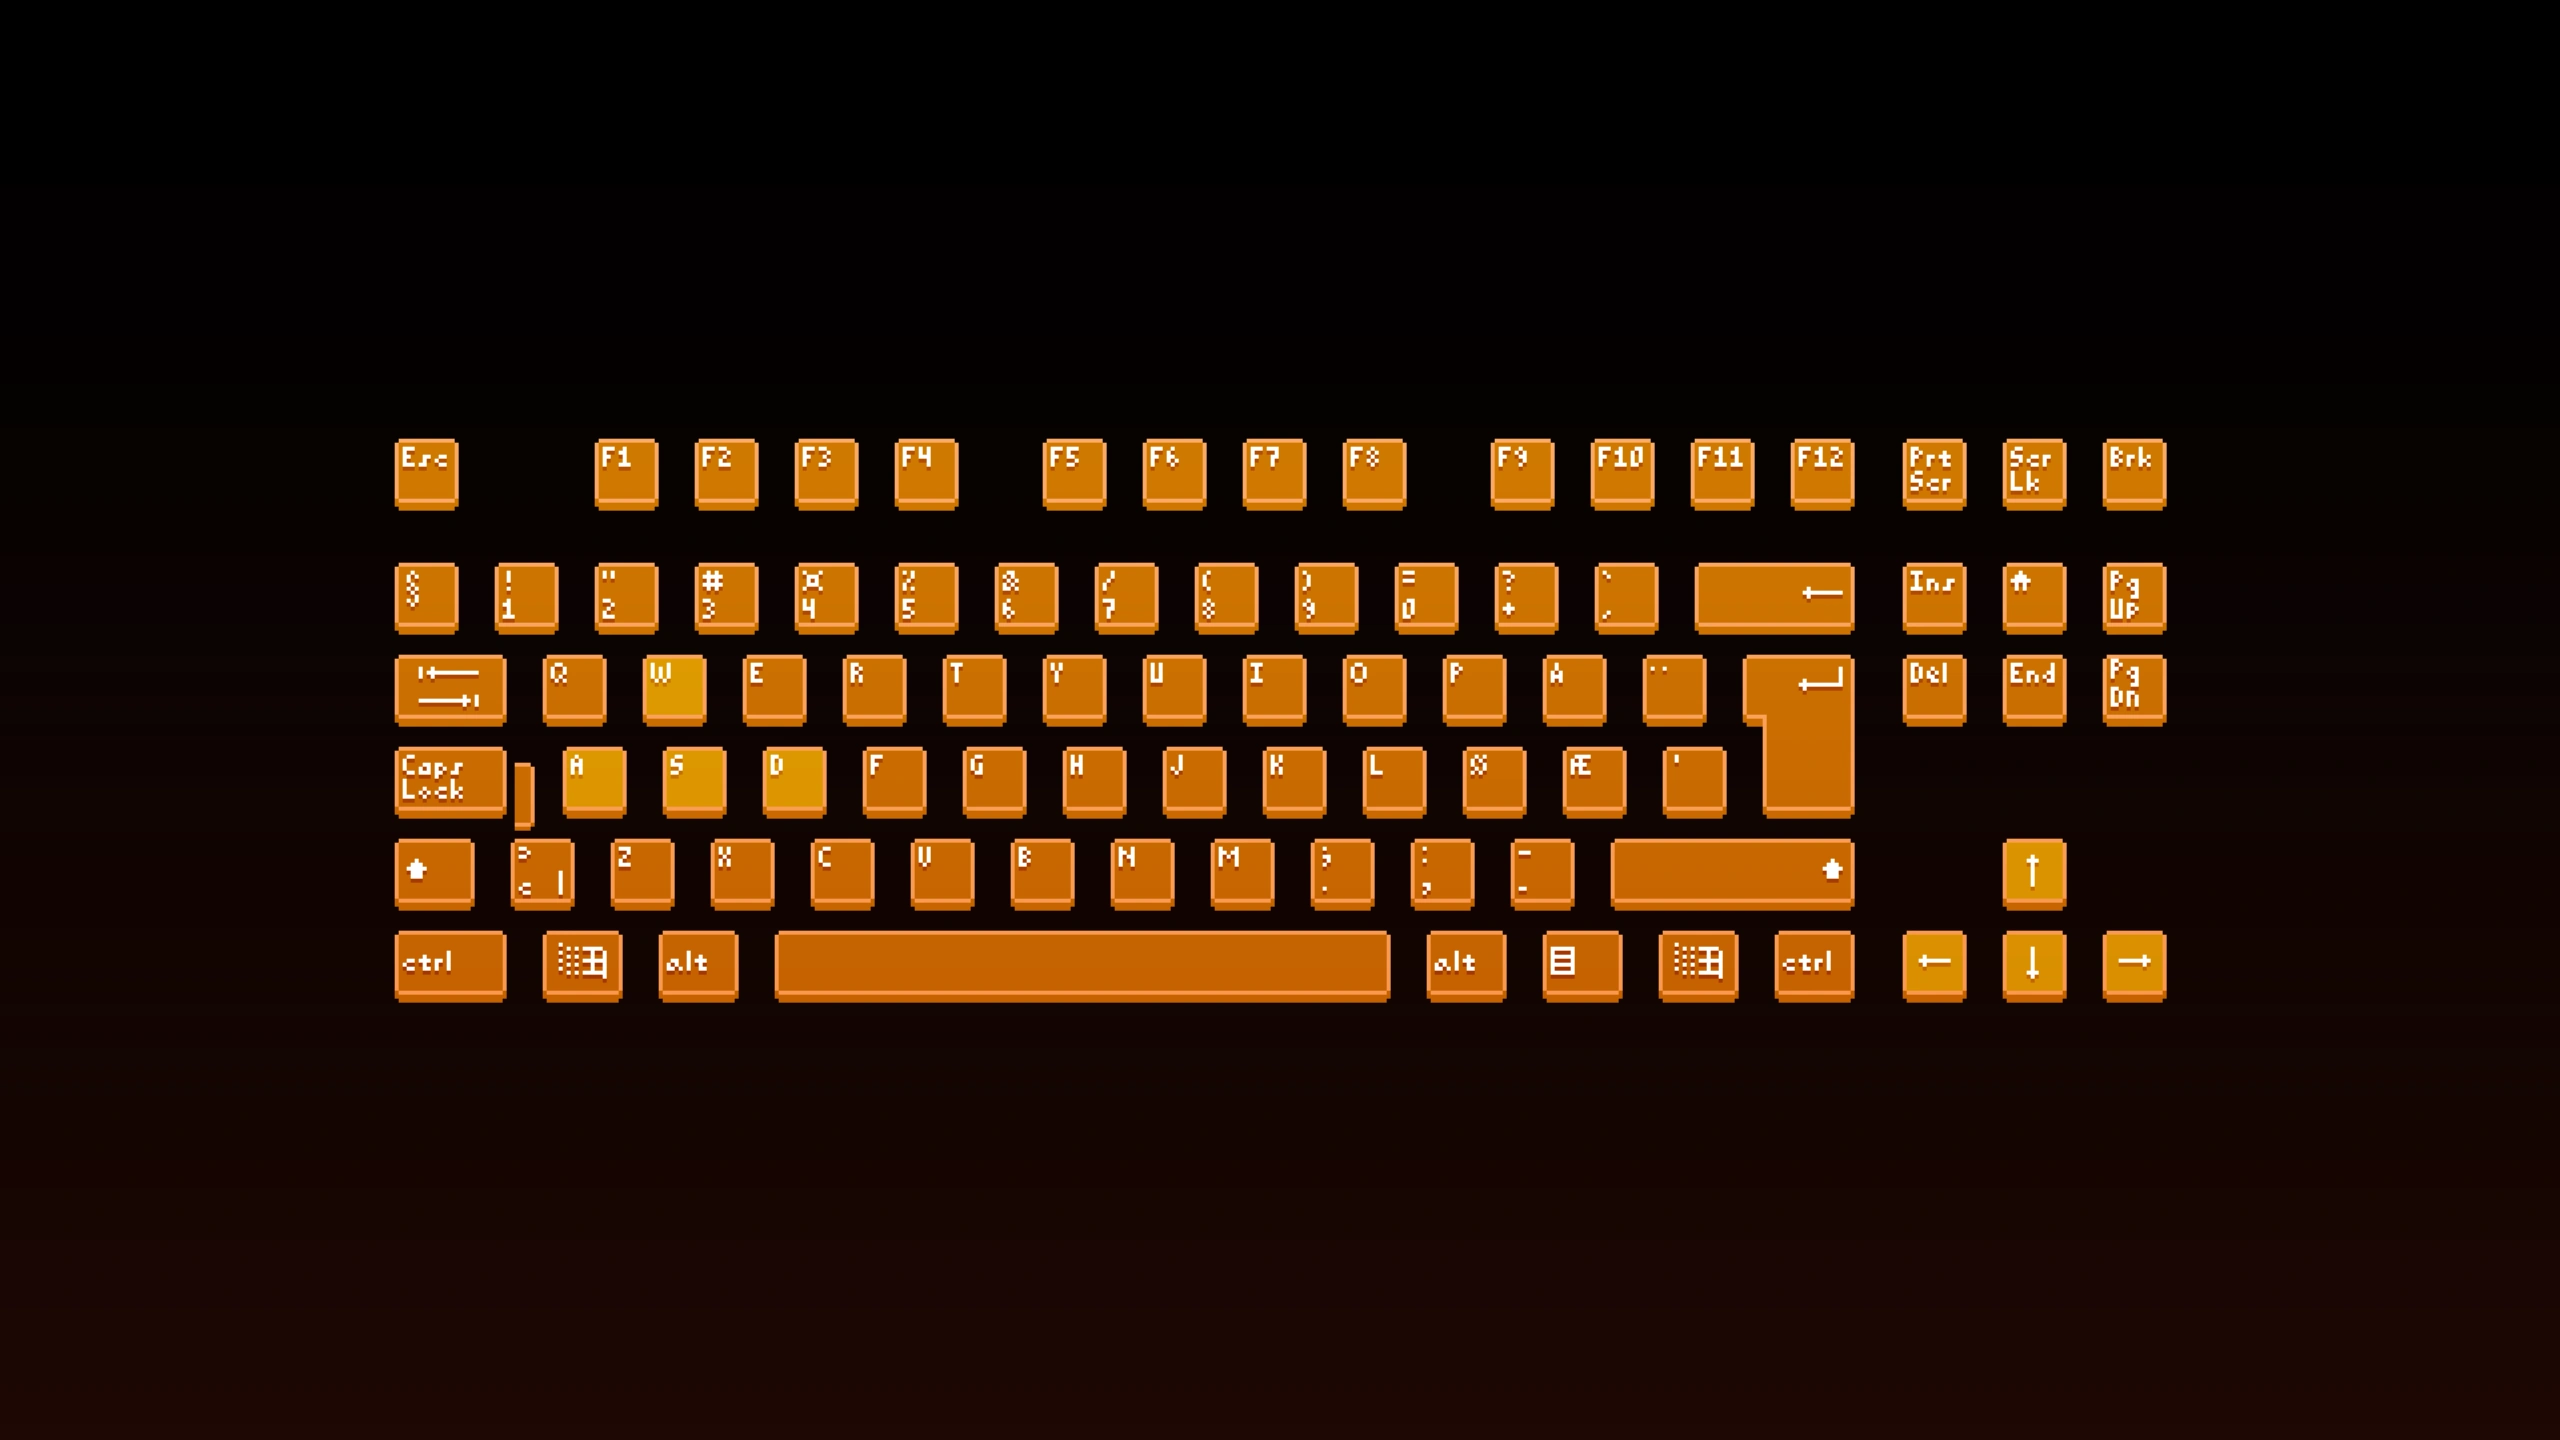 Esc F1 F2 F3 F4 F5 F6 F7 F8 F9 F10 F11 F12 Prt Scr Scr Lk Brk
§ ! 1 " 2 # 3 ¤ 4 % 5 & 6 / 7 ( 8 ) 9 = 0 ? + ` ´ ← Ins Pg Up
Q W E R T Y U I O P Å ¨ Del End Pg Dn
Caps Lock A S D F G H J K L Ø Æ '
> < | Z X C V B N M ; . : , - -
ctrl alt alt ctrl ← ↓ →